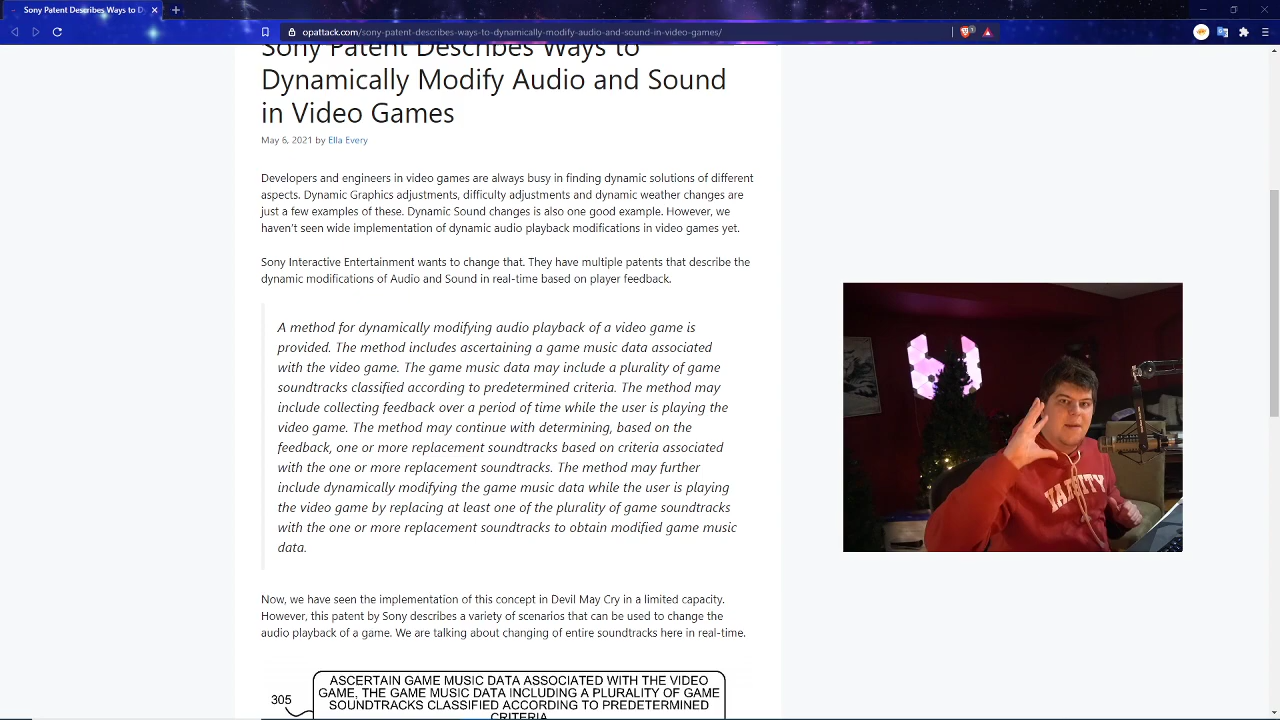 Sony Patent Describes Ways to D
opattack.com/sony-patent-describes-ways-to-dynamically-modify-audio-and-sound-in-video-games/
Sony Patent Describes Ways to
Dynamically Modify Audio and Sound
in Video Games
May 6, 2021 by Ella Every
Developers and engineers in video games are always busy in finding dynamic solutions of different
aspects. Dynamic Graphics adjustments, difficulty adjustments and dynamic weather changes are
just a few examples of these. Dynamic Sound changes is also one good example. However, we
haven't seen wide implementation of dynamic audio playback modifications in video games yet.
Sony Interactive Entertainment wants to change that. They have multiple patents that describe the
dynamic modifications of Audio and Sound in real-time based on player feedback.
A method for dynamically modifying audio playback of a video game is
provided. The method includes ascertaining a game music data associated
with the video game. The game music data may include a plurality of game
soundtracks classified according to predetermined criteria. The method may
include collecting feedback over a period of time while the user is playing the
video game. The method may continue with determining, based on the
feedback, one or more replacement soundtracks based on criteria associated
with the one or more replacement soundtracks. The method may further
include dynamically modifying the game music data while the user is playing
the video game by replacing at least one of the plurality of game soundtracks
with the one or more replacement soundtracks to obtain modified game music
data.
VARSITY
Now, we have seen the implementation of this concept in Devil May Cry in a limited capacity.
However, this patent by Sony describes a variety of scenarios that can be used to change the
audio playback of a game. We are talking about changing of entire soundtracks here in real-time.
305
ASCERTAIN GAME MUSIC DATA ASSOCIATED WITH THE VIDEO
GAME, THE GAME MUSIC DATA INCLUDING A PLURALITY OF GAME
SOUNDTRACKS CLASSIFIED ACCORDING TO PREDETERMINED
CRITERIA